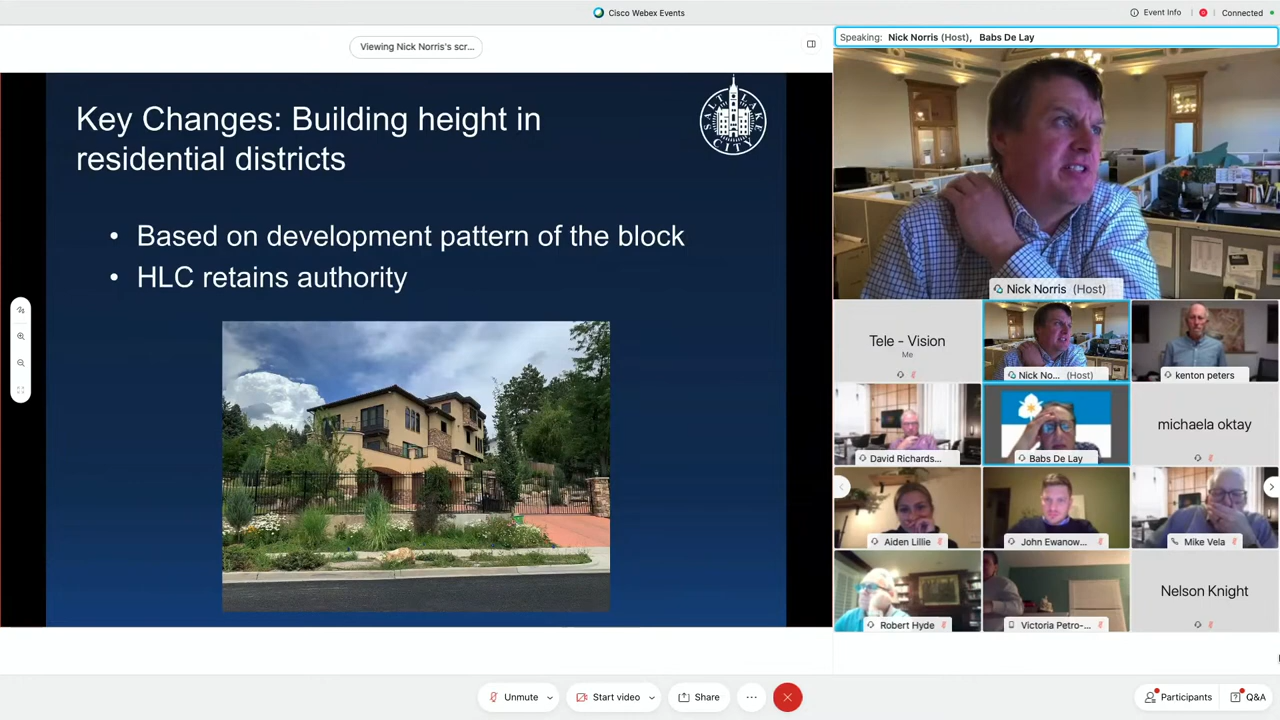 Cisco Webex Events
Event Info
Connected
Viewing Nick Norris's scr...
Speaking: Nick Norris (Host), Babs De Lay
Key Changes: Building height in
residential districts
SALT LAKE
CITY
• Based on development pattern of the block
• HLC retains authority
Nick Norris (Host)
Tele - Vision
Me
Nick No... (Host)
kenton peters
David Richards...
Babs De Lay
michaela oktay
Aiden Lillie
John Ewanow...
Mike Vela
Robert Hyde
Victoria Petro-...
Nelson Knight
Unmute
Start video
Share
Participants
Q&A